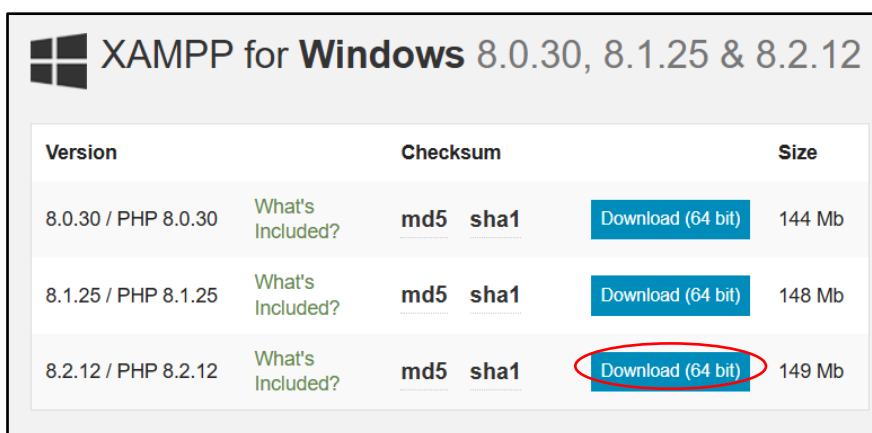 XAMPP for Windows 8.0.30, 8.1.25 & 8.2.12
Version Checksum Size
8.0.30 / PHP 8.0.30 What's Included? md5 sha1 Download (64 bit) 144 Mb
8.1.25 / PHP 8.1.25 What's Included? md5 sha1 Download (64 bit) 148 Mb
8.2.12 / PHP 8.2.12 What's Included? md5 sha1 Download (64 bit) 149 Mb